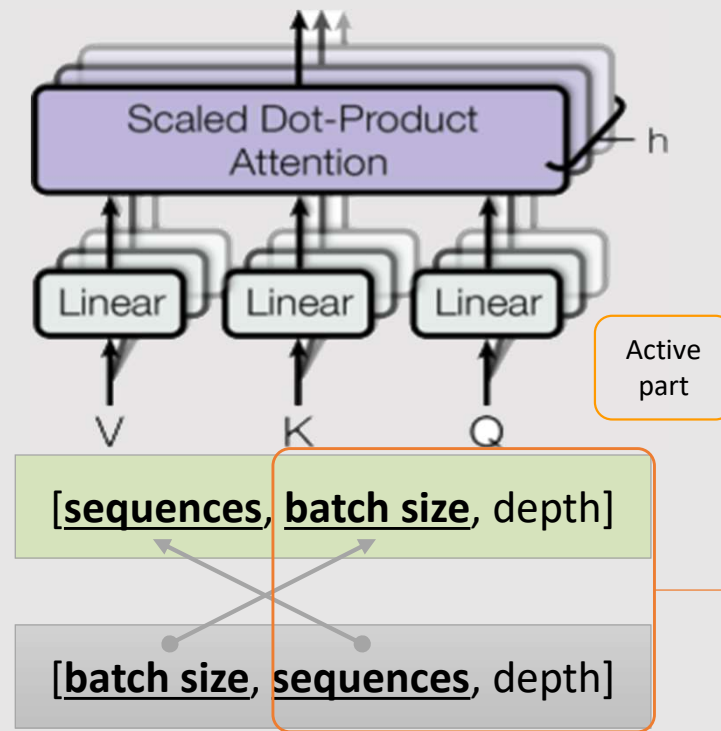 Scaled Dot-Product
Attention
h
Linear
Linear
Linear
Active
part
V
K
Q
[sequences, batch size, depth]
[batch size, sequences, depth]